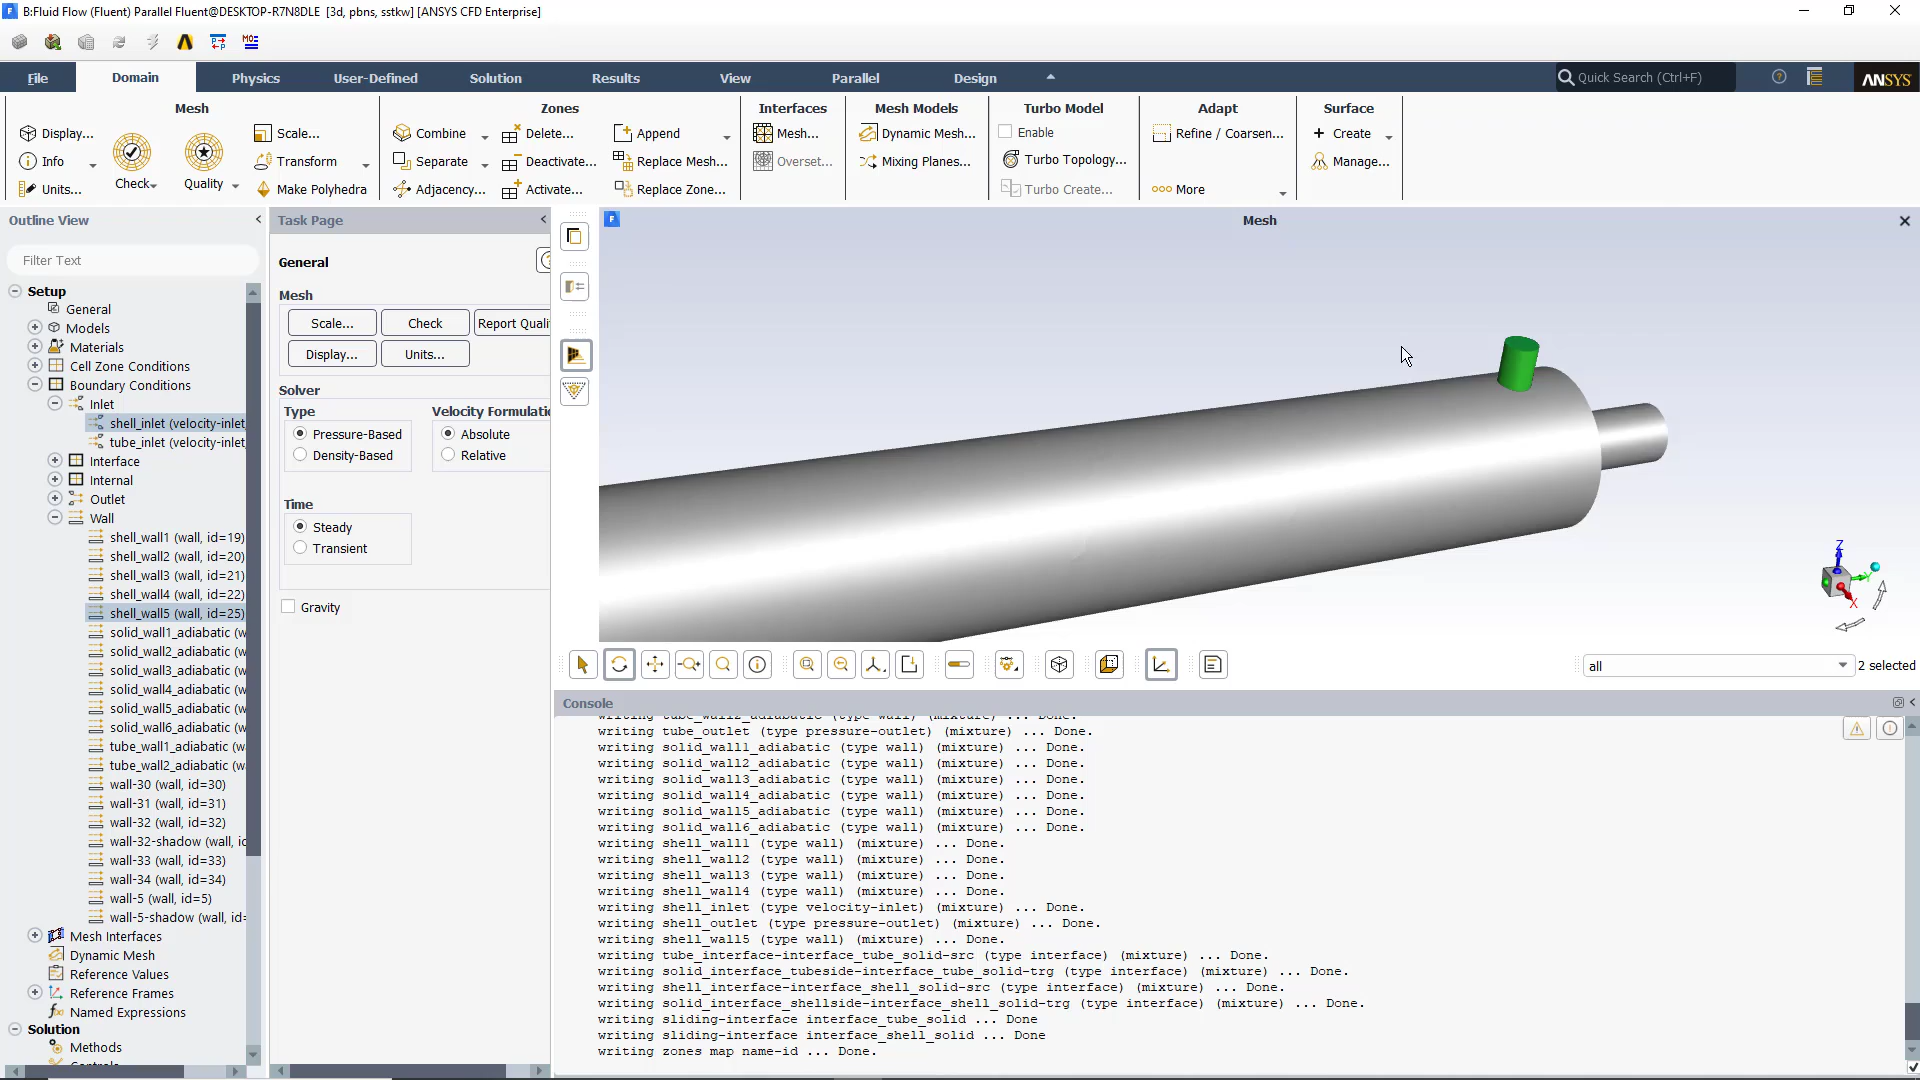 B:Fluid Flow (Fluent) Parallel Fluent@DESKTOP-R7N8DLE [3d, pbns, sstkw] [ANSYS CFD Enterprise]
File
Domain
Physics
User-Defined
Solution
Results
View
Parallel
Design
Quick Search (Ctrl+F)
ANSYS
Mesh
Display...
Info
Units...
Check
Quality
Scale...
Transform
Make Polyhedra
Zones
Combine
Separate
Adjacency...
Delete...
Deactivate...
Activate...
Append
Replace Mesh...
Replace Zone...
Interfaces
Mesh...
Overset...
Mesh Models
Dynamic Mesh...
Mixing Planes...
Turbo Model
Enable
Turbo Topology...
Turbo Create...
Adapt
Refine / Coarsen...
More
Surface
Create
Manage...
Outline View
Filter Text
Setup
General
Models
Materials
Cell Zone Conditions
Boundary Conditions
Inlet
shell_inlet (velocity-inlet
tube_inlet (velocity-inlet
Interface
Internal
Outlet
Wall
shell_wall1 (wall, id=19)
shell_wall2 (wall, id=20)
shell_wall3 (wall, id=21)
shell_wall4 (wall, id=22)
shell_wall5 (wall, id=25)
solid_wall1_adiabatic (w
solid_wall2_adiabatic (w
solid_wall3_adiabatic (w
solid_wall4_adiabatic (w
solid_wall5_adiabatic (w
solid_wall6_adiabatic (w
tube_wall1_adiabatic (w
tube_wall2_adiabatic (w
wall-30 (wall, id=30)
wall-31 (wall, id=31)
wall-32 (wall, id=32)
wall-32-shadow (wall, id
wall-33 (wall, id=33)
wall-34 (wall, id=34)
wall-5 (wall, id=5)
wall-5-shadow (wall, id=
Mesh Interfaces
Dynamic Mesh
Reference Values
Reference Frames
Named Expressions
Solution
Methods
Task Page
General
Mesh
Scale...
Check
Report Quali
Display...
Units...
Solver
Type
Pressure-Based
Density-Based
Velocity Formulati
Absolute
Relative
Time
Steady
Transient
Gravity
Mesh
Z
Y
X
all
2 selected
Console
writing tube_wall2_adiabatic (type wall) (mixture) ... Done.
writing tube_outlet (type pressure-outlet) (mixture) ... Done.
writing solid_wall1_adiabatic (type wall) (mixture) ... Done.
writing solid_wall2_adiabatic (type wall) (mixture) ... Done.
writing solid_wall3_adiabatic (type wall) (mixture) ... Done.
writing solid_wall4_adiabatic (type wall) (mixture) ... Done.
writing solid_wall5_adiabatic (type wall) (mixture) ... Done.
writing solid_wall6_adiabatic (type wall) (mixture) ... Done.
writing shell_wall1 (type wall) (mixture) ... Done.
writing shell_wall2 (type wall) (mixture) ... Done.
writing shell_wall3 (type wall) (mixture) ... Done.
writing shell_wall4 (type wall) (mixture) ... Done.
writing shell_inlet (type velocity-inlet) (mixture) ... Done.
writing shell_outlet (type pressure-outlet) (mixture) ... Done.
writing shell_wall5 (type wall) (mixture) ... Done.
writing tube_interface-interface_tube_solid-src (type interface) (mixture) ... Done.
writing solid_interface_tubeside-interface_tube_solid-trg (type interface) (mixture) ... Done.
writing shell_interface-interface_shell_solid-src (type interface) (mixture) ... Done.
writing solid_interface_shellside-interface_shell_solid-trg (type interface) (mixture) ... Done.
writing sliding-interface interface_tube_solid ... Done
writing sliding-interface interface_shell_solid ... Done
writing zones map name-id ... Done.